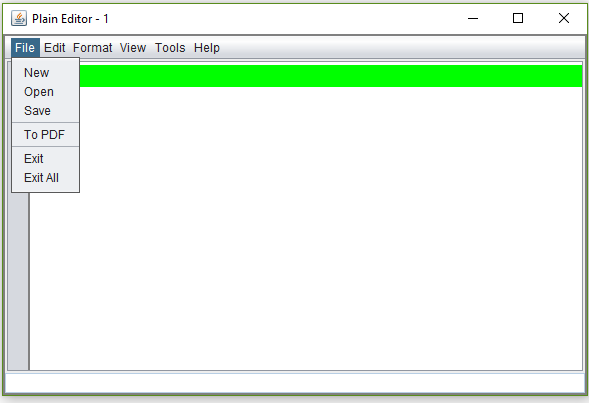 Plain Editor - 1
File Edit Format View Tools Help
New
Open
Save
To PDF
Exit
Exit All